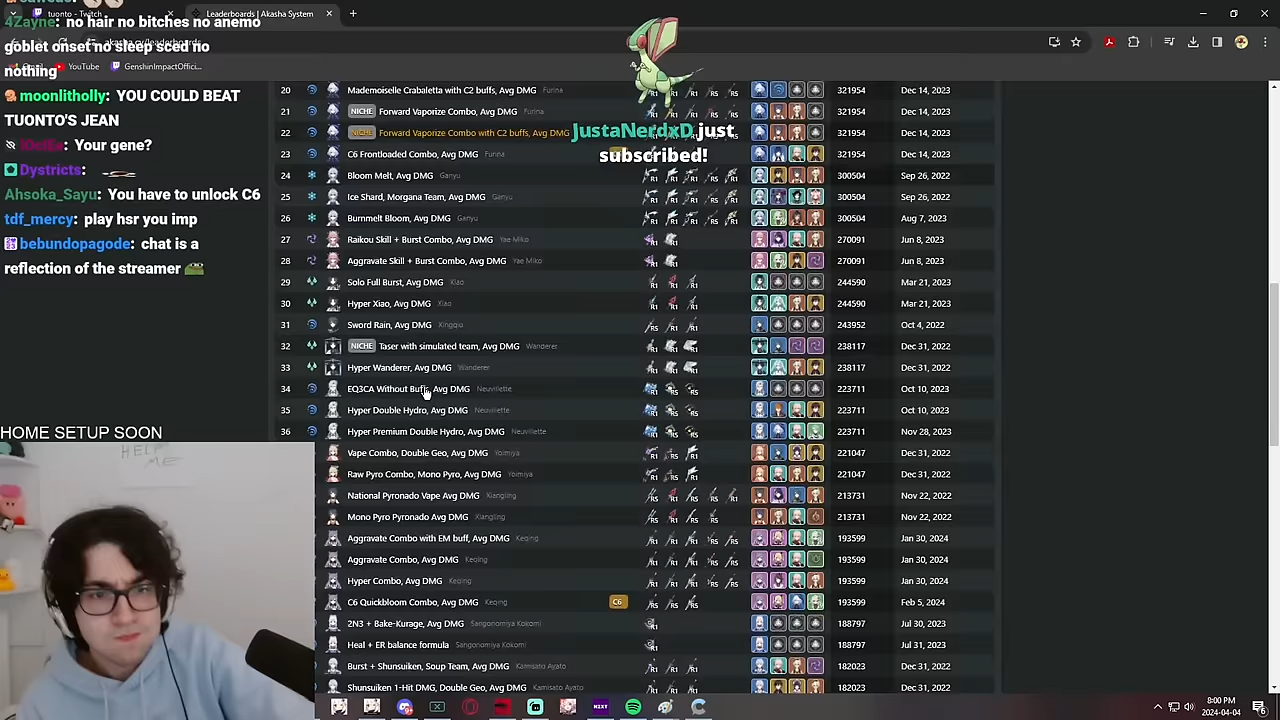 tuonto - Twitch
Leaderboards | Akasha System
4Zayne: no hair no bitches no anemo
goblet onset no sleep sced no
nothing
YouTube
GenshinImpactOffici...
moonlitholly: YOU COULD BEAT
TUONTO'S JEAN
Your gene?
Dystricts:
Ahsoka_Sayu: You have to unlock C6
tdf_mercy: play hsr you imp
bebundopagode: chat is a
reflection of the streamer
JustaNerdxD just
subscribed!
20 Mademoiselle Crabaletta with C2 buffs, Avg DMG Furina 321954 Dec 14, 2023
21 NICHE Forward Vaporize Combo, Avg DMG Furina 321954 Dec 14, 2023
22 NICHE Forward Vaporize Combo with C2 buffs, Avg DMG 321954 Dec 14, 2023
23 C6 Frontloaded Combo, Avg DMG Furina 321954 Dec 14, 2023
24 Bloom Melt, Avg DMG Ganyu 300504 Sep 26, 2022
25 Ice Shard, Morgana Team, Avg DMG Ganyu 300504 Sep 26, 2022
26 Burnmelt Bloom, Avg DMG Ganyu 300504 Aug 7, 2023
27 Raikou Skill + Burst Combo, Avg DMG Yae Miko 270091 Jun 8, 2023
28 Aggravate Skill + Burst Combo, Avg DMG Yae Miko 270091 Jun 8, 2023
29 Solo Full Burst, Avg DMG Xiao 244590 Mar 21, 2023
30 Hyper Xiao, Avg DMG Xiao 244590 Mar 21, 2023
31 Sword Rain, Avg DMG Xingqiu 243952 Oct 4, 2022
32 NICHE Taser with simulated team, Avg DMG Wanderer 238117 Dec 31, 2022
33 Hyper Wanderer, Avg DMG Wanderer 238117 Dec 31, 2022
34 EQ3CA Without Buffs, Avg DMG Neuvillette 223711 Oct 10, 2023
35 Hyper Double Hydro, Avg DMG Neuvillette 223711 Oct 10, 2023
36 Hyper Premium Double Hydro, Avg DMG Neuvillette 223711 Nov 28, 2023
Vape Combo, Double Geo, Avg DMG Yoimiya 221047 Dec 31, 2022
Raw Pyro Combo, Mono Pyro, Avg DMG Yoimiya 221047 Dec 31, 2022
National Pyronado Vape Avg DMG Xiangling 213731 Nov 22, 2022
Mono Pyro Pyronado Avg DMG Xiangling 213731 Nov 22, 2022
Aggravate Combo with EM buff, Avg DMG Keqing 193599 Jan 30, 2024
Aggravate Combo, Avg DMG Keqing 193599 Jan 30, 2024
Hyper Combo, Avg DMG Keqing 193599 Jan 30, 2024
C6 Quickbloom Combo, Avg DMG Keqing C6 193599 Feb 5, 2024
2N3 + Bake-Kurage, Avg DMG Sangonomiya Kokomi 188797 Jul 30, 2023
Heal + ER balance formula Sangonomiya Kokomi 188797 Jul 31, 2023
Burst + Shunsuiken, Soup Team, Avg DMG Kamisato Ayato 182023 Dec 31, 2022
Shunsuiken 1-Hit DMG, Double Geo, Avg DMG Kamisato Ayato 182023 Dec 31, 2022
HOME SETUP SOON
HELP
ME
NZXT
8:00 PM
2024-04-04